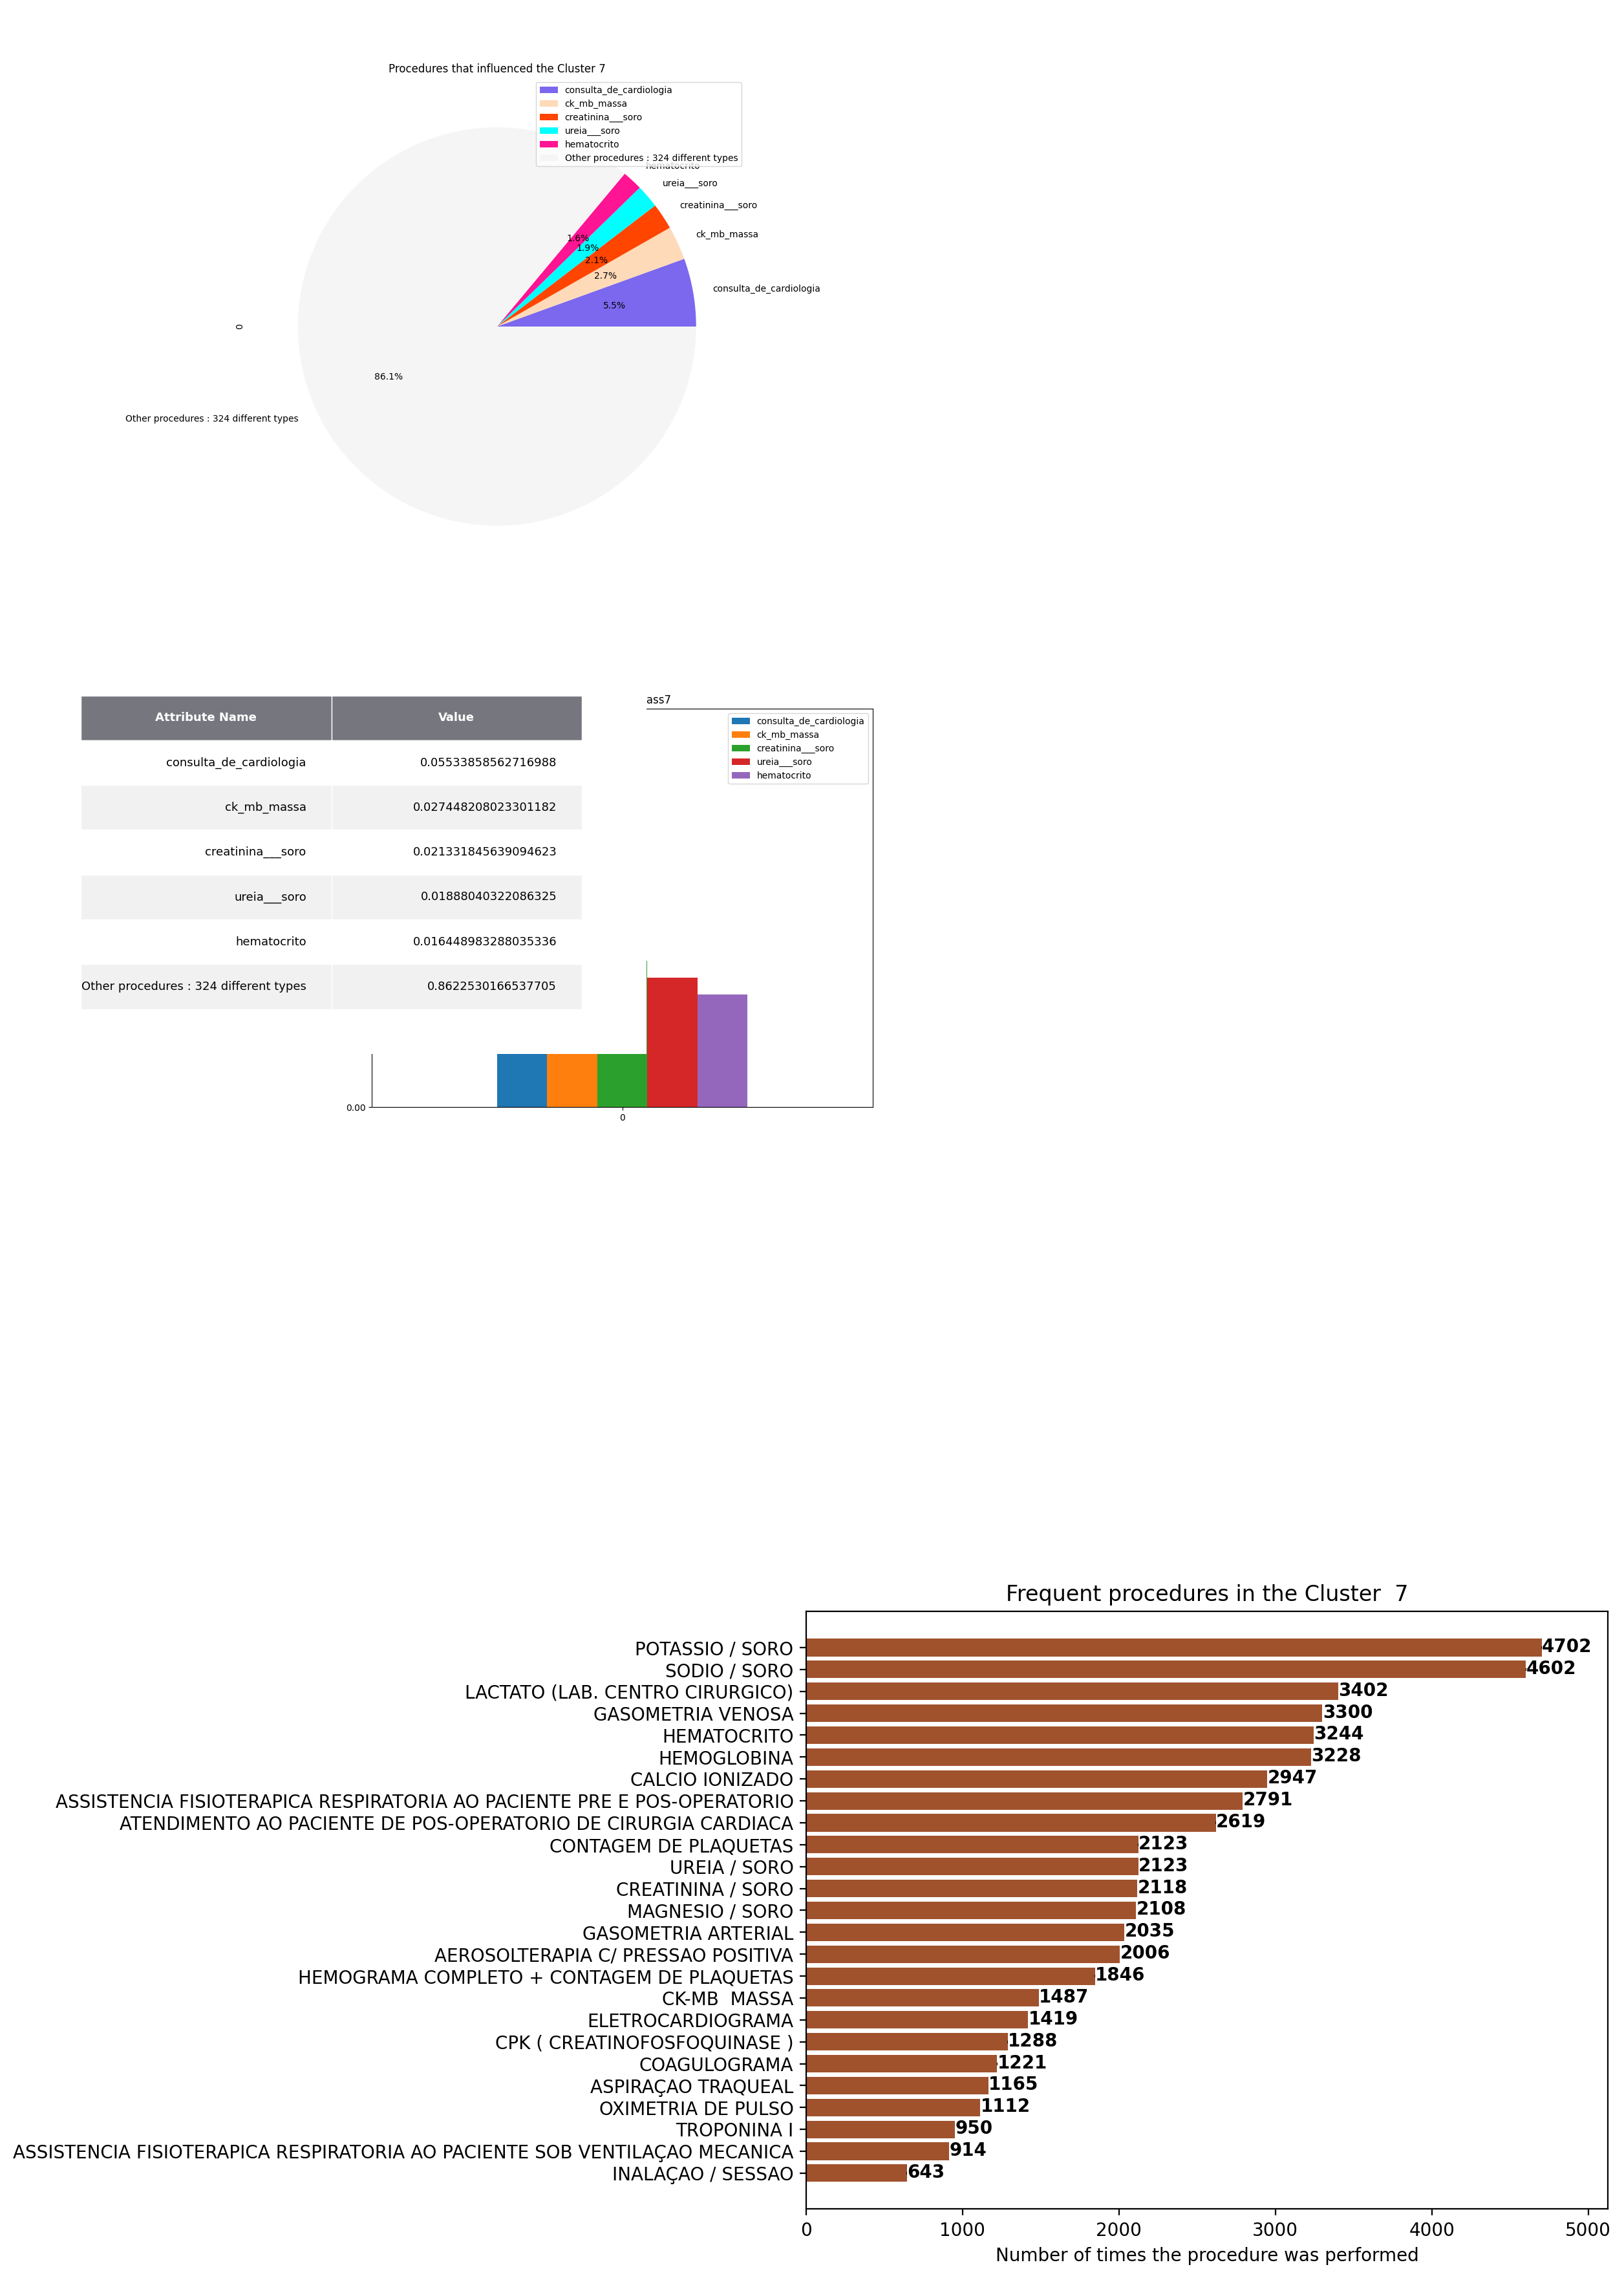 Procedures that influenced the Cluster 7
consulta_de_cardiologia
ck_mb_massa
creatinina___soro
ureia___soro
hematocrito
Other procedures : 324 different types
hematocrito
ureia___soro
creatinina___soro
ck_mb_massa
consulta_de_cardiologia
1.6%
1.9%
2.1%
2.7%
5.5%
0
86.1%
Other procedures : 324 different types
ass7
Attribute Name Value
consulta_de_cardiologia 0.05533858562716988
ck_mb_massa 0.027448208023301182
creatinina___soro 0.021331845639094623
ureia___soro 0.01888040322086325
hematocrito 0.016448983288035336
Other procedures : 324 different types 0.8622530166537705
consulta_de_cardiologia
ck_mb_massa
creatinina___soro
ureia___soro
hematocrito
0.00
0
Frequent procedures in the Cluster  7
POTASSIO / SORO 4702
SODIO / SORO 4602
LACTATO (LAB. CENTRO CIRURGICO) 3402
GASOMETRIA VENOSA 3300
HEMATOCRITO 3244
HEMOGLOBINA 3228
CALCIO IONIZADO 2947
ASSISTENCIA FISIOTERAPICA RESPIRATORIA AO PACIENTE PRE E POS-OPERATORIO 2791
ATENDIMENTO AO PACIENTE DE POS-OPERATORIO DE CIRURGIA CARDIACA 2619
CONTAGEM DE PLAQUETAS 2123
UREIA / SORO 2123
CREATININA / SORO 2118
MAGNESIO / SORO 2108
GASOMETRIA ARTERIAL 2035
AEROSOLTERAPIA C/ PRESSAO POSITIVA 2006
HEMOGRAMA COMPLETO + CONTAGEM DE PLAQUETAS 1846
CK-MB  MASSA 1487
ELETROCARDIOGRAMA 1419
CPK ( CREATINOFOSFOQUINASE ) 1288
COAGULOGRAMA 1221
ASPIRAÇAO TRAQUEAL 1165
OXIMETRIA DE PULSO 1112
TROPONINA I 950
ASSISTENCIA FISIOTERAPICA RESPIRATORIA AO PACIENTE SOB VENTILAÇAO MECANICA 914
INALAÇAO / SESSAO 643
0 1000 2000 3000 4000 5000
Number of times the procedure was performed